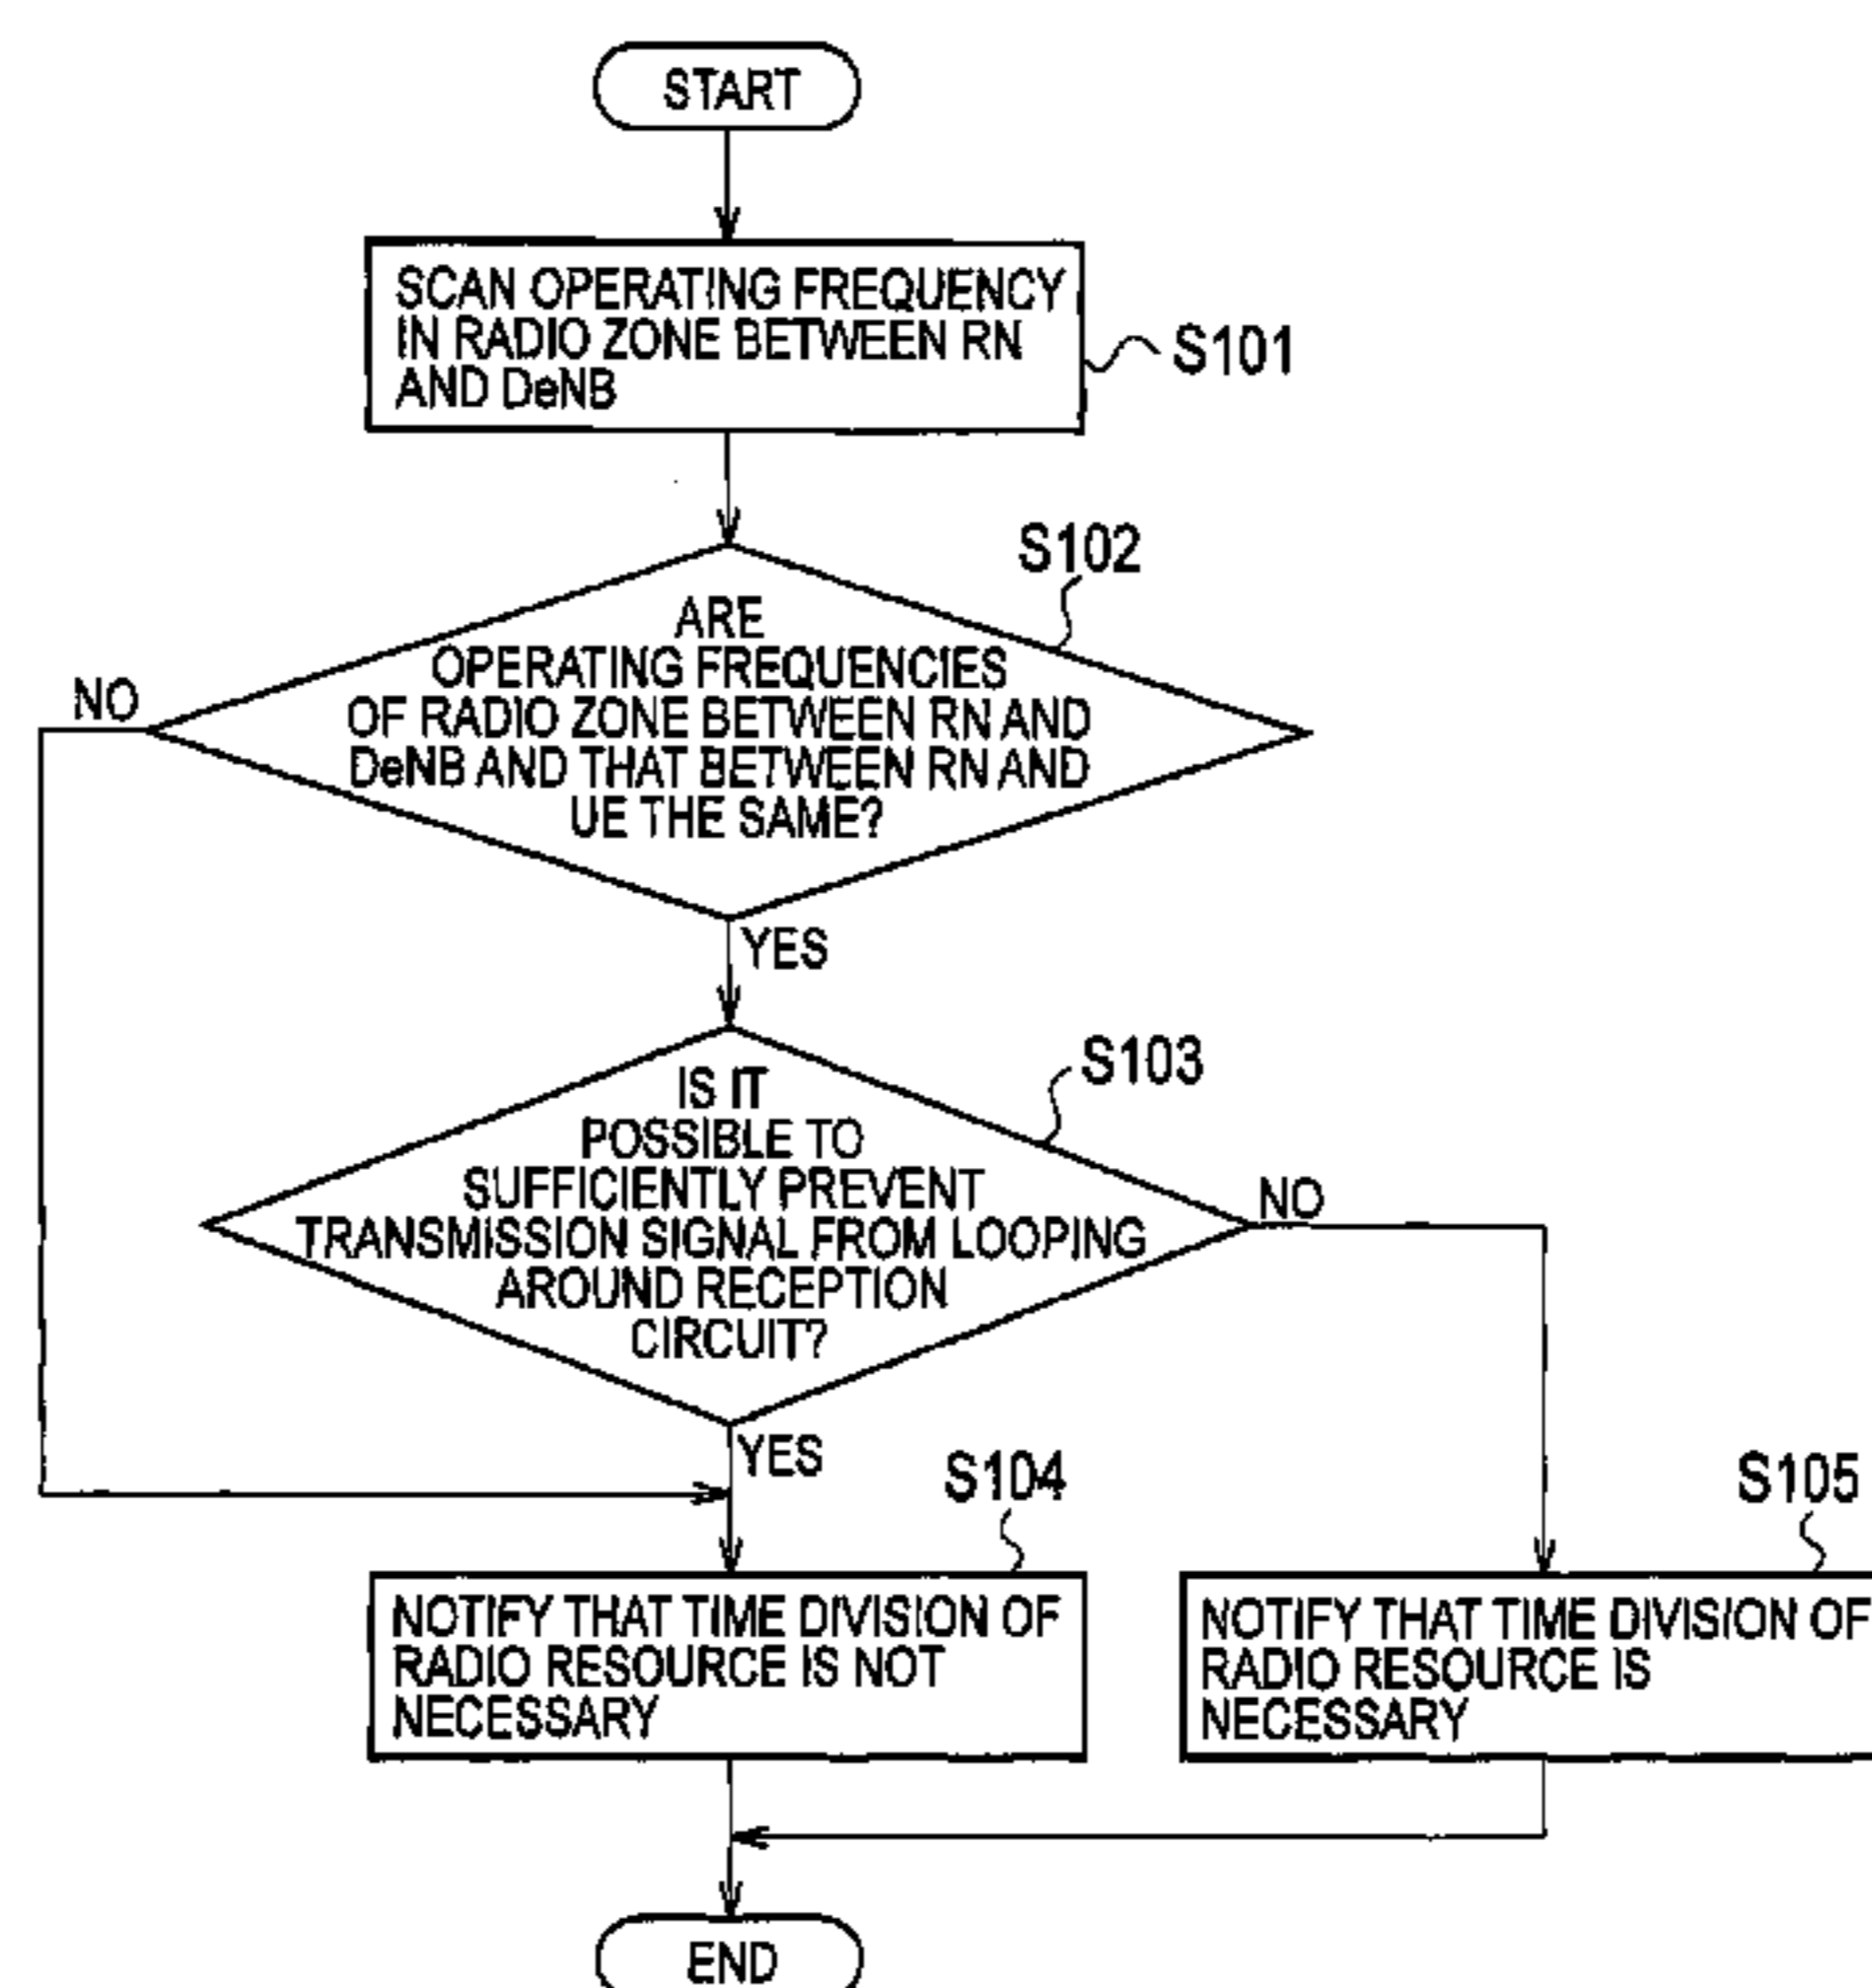 START
SCAN OPERATING FREQUENCY
IN RADIO ZONE BETWEEN RN
AND DeNB
S101
S102
ARE
OPERATING FREQUENCIES
OF RADIO ZONE BETWEEN RN AND
DeNB AND THAT BETWEEN RN AND
UE THE SAME?
NO
YES
S103
IS IT
POSSIBLE TO
SUFFICIENTLY PREVENT
TRANSMISSION SIGNAL FROM LOOPING
AROUND RECEPTION
CIRCUIT?
NO
YES
S104
NOTIFY THAT TIME DIVISION OF
RADIO RESOURCE IS NOT
NECESSARY
S105
NOTIFY THAT TIME DIVISION OF
RADIO RESOURCE IS
NECESSARY
END